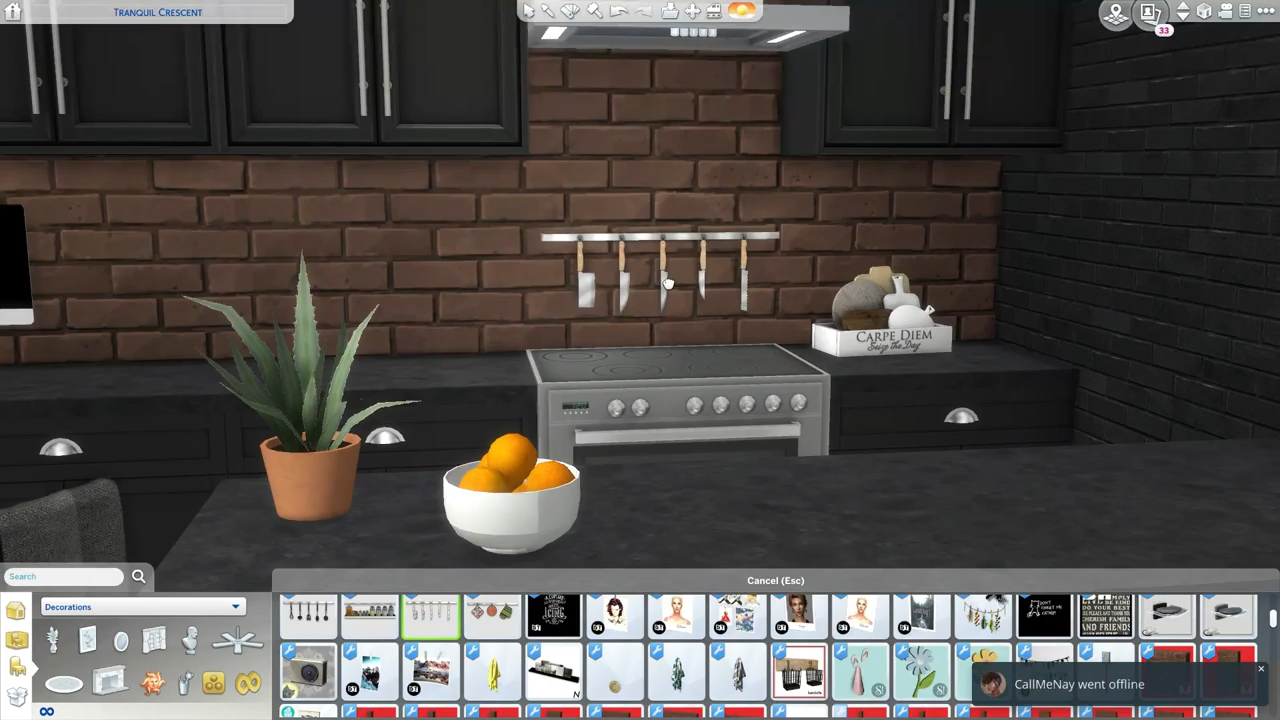 TRANQUIL CRESCENT
33
CARPE DIEM
Seize the Day
Search
Cancel (Esc)
Decorations
CallMeNay went offline